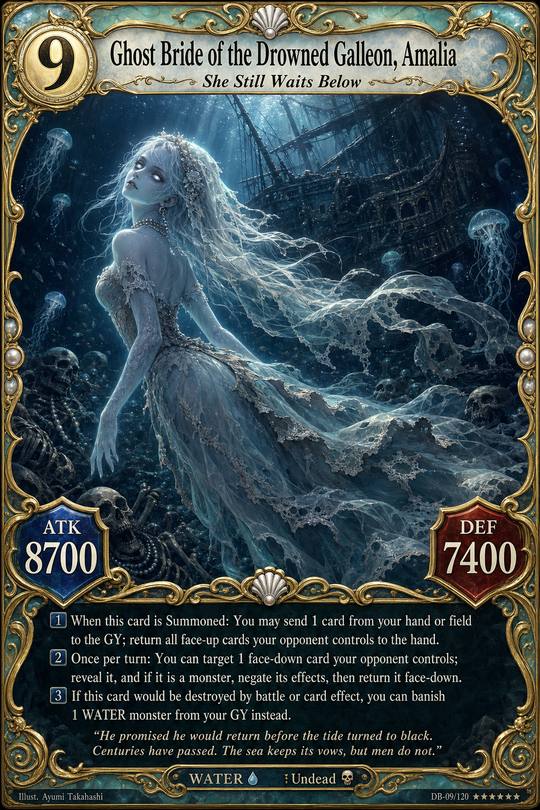 9
Ghost Bride of the Drowned Galleon, Amalia
She Still Waits Below
ATK
8700
DEF
7400
1 When this card is Summoned: You may send 1 card from your hand or field
to the GY; return all face-up cards your opponent controls to the hand.
2 Once per turn: You can target 1 face-down card your opponent controls;
reveal it, and if it is a monster, negate its effects, then return it face-down.
3 If this card would be destroyed by battle or card effect, you can banish
1 WATER monster from your GY instead.
“He promised he would return before the tide turned to black.
Centuries have passed. The sea keeps its vows, but men do not.”
WATER Undead
Illust. Ayumi Takahashi
DB-09/120 ★★★★★★